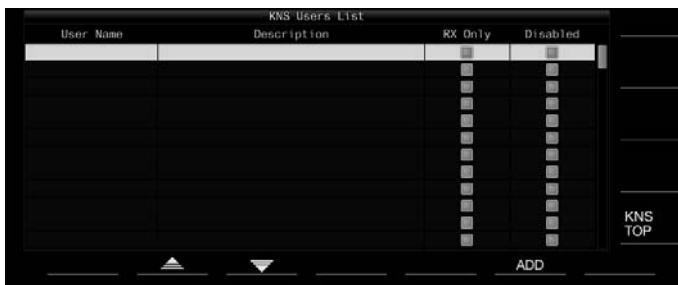 KNS Users List
User Name Description RX Only Disabled
KNS
TOP
ADD